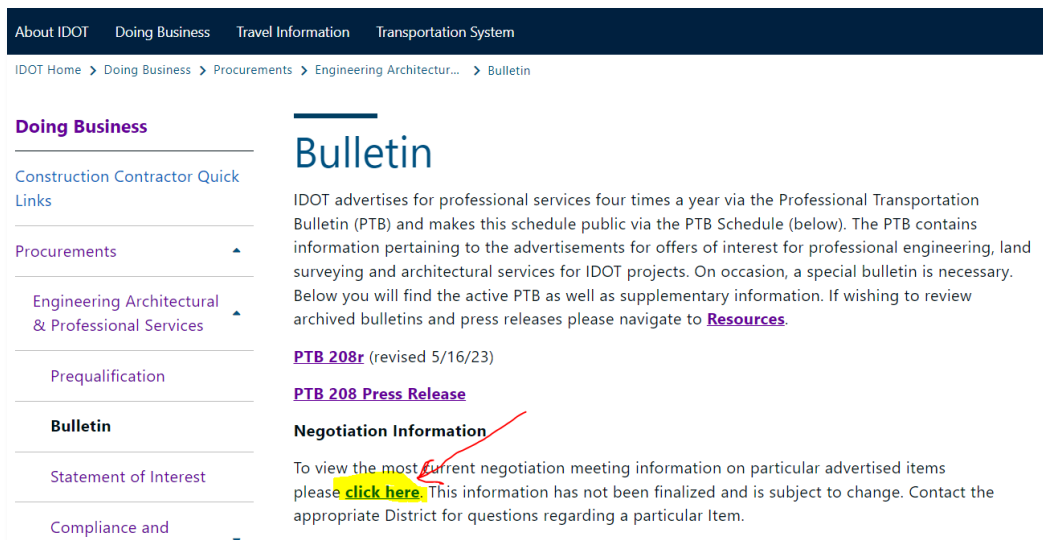 About IDOT Doing Business Travel Information Transportation System
IDOT Home > Doing Business > Procurements > Engineering Architectur... > Bulletin
Doing Business
Construction Contractor Quick
Links
Procurements
Engineering Architectural
& Professional Services
Prequalification
Bulletin
Statement of Interest
Compliance and
Bulletin
IDOT advertises for professional services four times a year via the Professional Transportation
Bulletin (PTB) and makes this schedule public via the PTB Schedule (below). The PTB contains
information pertaining to the advertisements for offers of interest for professional engineering, land
surveying and architectural services for IDOT projects. On occasion, a special bulletin is necessary.
Below you will find the active PTB as well as supplementary information. If wishing to review
archived bulletins and press releases please navigate to Resources.
PTB 208r (revised 5/16/23)
PTB 208 Press Release
Negotiation Information
To view the most current negotiation meeting information on particular advertised items
please click here. This information has not been finalized and is subject to change. Contact the
appropriate District for questions regarding a particular Item.